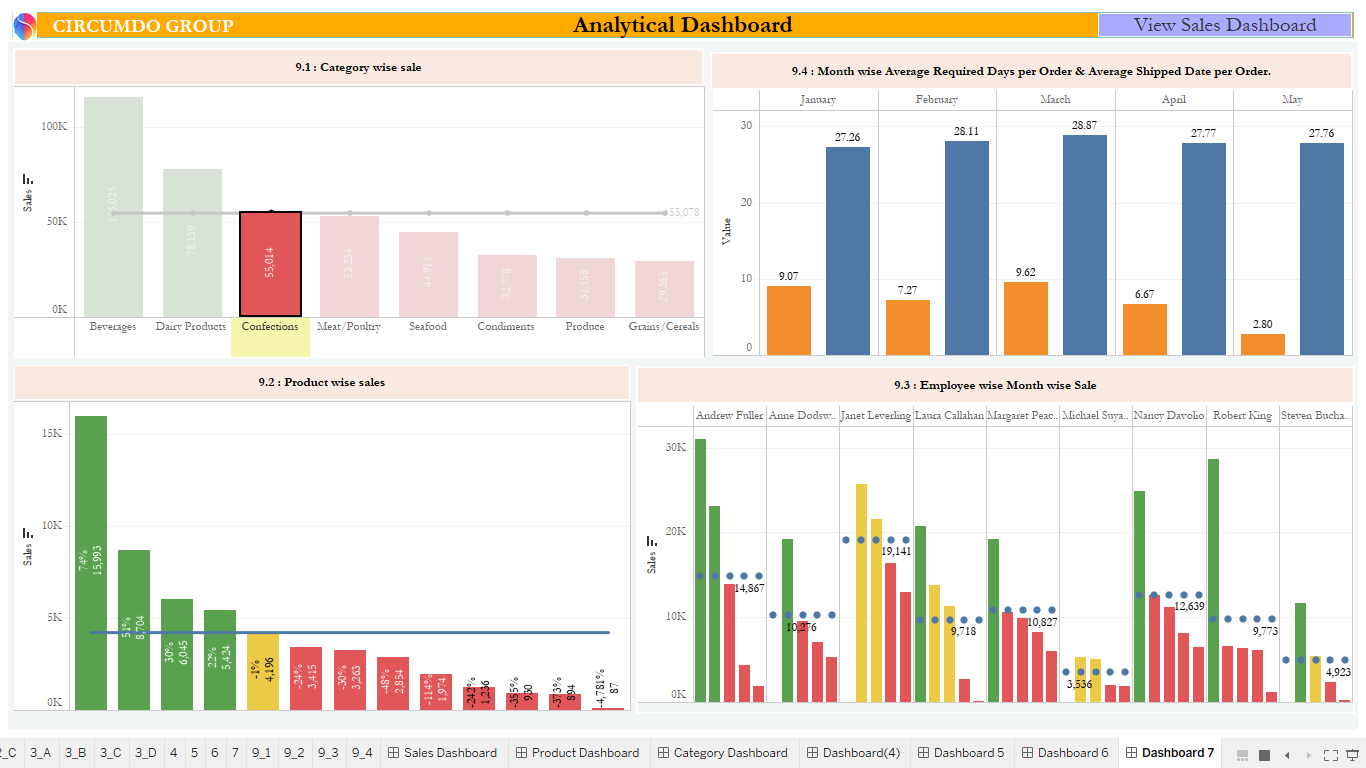 CIRCUMDO GROUP
Analytical Dashboard
View Sales Dashboard
9.1 : Category wise sale
100K
50K
0K
Sales
78,139
55,014
53,234
44,911
32,778
31,158
29,365
55,078
Beverages Dairy Products Confections Meat/Poultry Seafood Condiments Produce Grains/Cereals
9.4 : Month wise Average Required Days per Order & Average Shipped Date per Order.
January February March April May
30
20
10
0
Value
9.07 27.26 7.27 28.11 9.62 28.87 6.67 27.77 2.80 27.76
9.2 : Product wise sales
15K
10K
5K
0K
Sales
74%
15,993
51%
8,704
30%
6,045
22%
5,424
-1%
4,196
-24%
3,415
-30%
3,263
-48%
2,854
-114%
1,974
-242%
1,236
-355%
930
-373%
894
-4,781%
87
9.3 : Employee wise Month wise Sale
Andrew Fuller Anne Dodsw.. Janet Leverling Laura Callahan Margaret Peac.. Michael Suya.. Nancy Davolio Robert King Steven Bucha..
30K
20K
10K
0K
Sales
14,867
10,276
19,141
9,718
10,827
3,536
12,639
9,773
4,923
2_C 3_A 3_B 3_C 3_D 4 5 6 7 9_1 9_2 9_3 9_4 Sales Dashboard Product Dashboard Category Dashboard Dashboard(4) Dashboard 5 Dashboard 6 Dashboard 7